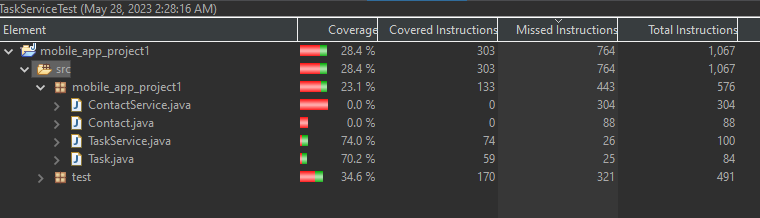 TaskServiceTest (May 28, 2023 2:28:16 AM)
Element Coverage Covered Instructions Missed Instructions Total Instructions
mobile_app_project1 28.4 % 303 764 1,067
src 28.4 % 303 764 1,067
mobile_app_project1 23.1 % 133 443 576
ContactService.java 0.0 % 0 304 304
Contact.java 0.0 % 0 88 88
TaskService.java 74.0 % 74 26 100
Task.java 70.2 % 59 25 84
test 34.6 % 170 321 491